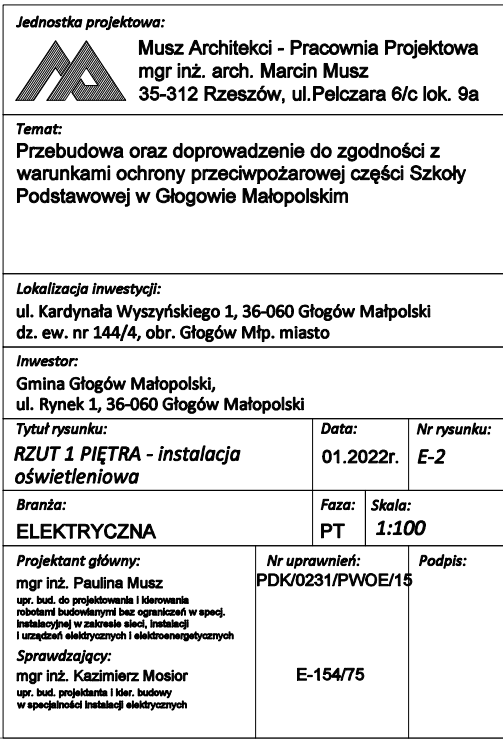 Jednostka projektowa:
Musz Architekci - Pracownia Projektowa
mgr inż. arch. Marcin Musz
35-312 Rzeszów, ul.Pelczara 6/c lok. 9a
Temat:
Przebudowa oraz doprowadzenie do zgodności z
warunkami ochrony przeciwpożarowej części Szkoły
Podstawowej w Głogowie Małopolskim
Lokalizacja inwestycji:
ul. Kardynała Wyszyńskiego 1, 36-060 Głogów Małpolski
dz. ew. nr 144/4, obr. Głogów Młp. miasto
Inwestor:
Gmina Głogów Małopolski,
ul. Rynek 1, 36-060 Głogów Małopolski
Tytuł rysunku:
RZUT 1 PIĘTRA - instalacja
oświetleniowa
Data:
01.2022r.
Nr rysunku:
E-2
Branża:
ELEKTRYCZNA
Faza:
PT
Skala:
1:100
Projektant główny:
mgr inż. Paulina Musz
upr. bud. do projektowania i kierowania
robotami budowlanymi bez ograniczeń w specj.
instalacyjnej w zakresie sieci, instalacji
i urządzeń elektrycznych i elektroenergetycznych
Nr uprawnień:
PDK/0231/PWOE/15
Podpis:
Sprawdzający:
mgr inż. Kazimierz Mosior
upr. bud. projektanta i kier. budowy
w specjalności instalacji elektrycznych
E-154/75